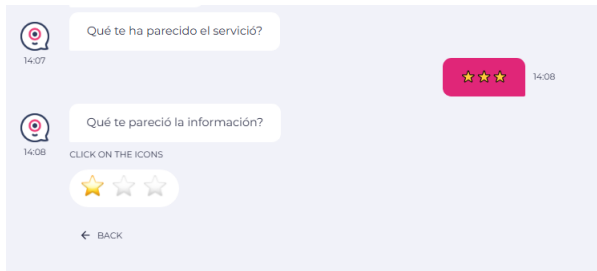 Qué te ha parecido el servició?
14:07
14:08
Qué te pareció la información?
14:08
CLICK ON THE ICONS
BACK